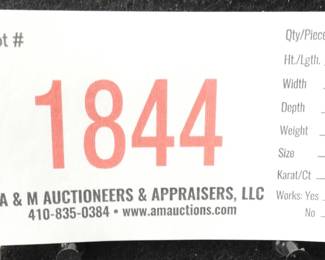 ot #
1844
A & M AUCTIONEERS & APPRAISERS, LLC
410-835-0384 • www.amauctions.com
Qty/Piece
Ht./Lgth.
Width
Depth
Weight
Size
Karat/Ct
Works: Yes
No